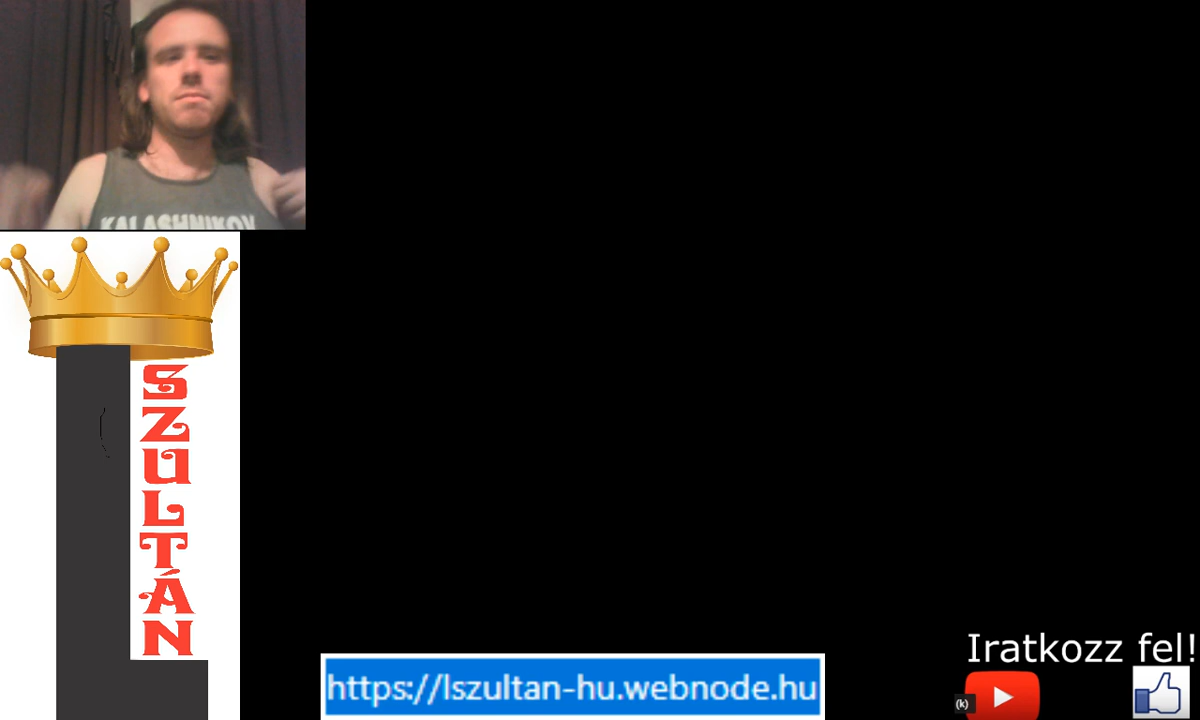 KALASHNIKOV
L
SZULTÁN
https://lszultan-hu.webnode.hu
Iratkozz fel!
(k)